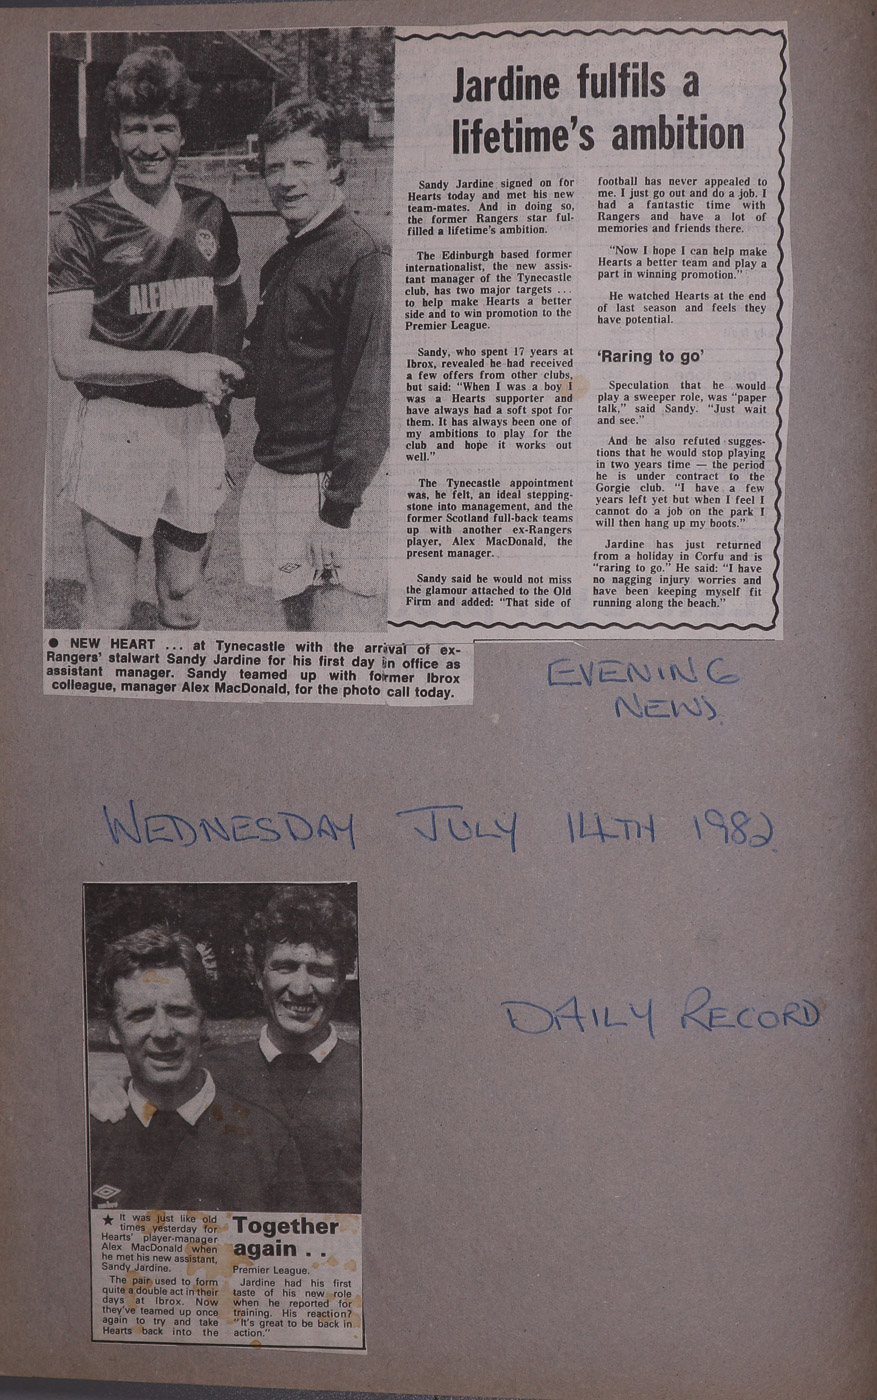 Jardine fulfils a
lifetime's ambition
Sandy Jardine signed on for
Hearts today and met his new
team-mates. And in doing so,
the former Rangers star ful-
filled a lifetime's ambition.
The Edinburgh based former
internationalist, the new assis-
tant manager of the Tynecastle
club, has two major targets ...
to help make Hearts a better
side and to win promotion to the
Premier League.
Sandy, who spent 17 years at
Ibrox, revealed he had received
a few offers from other clubs,
but said: "When I was a boy I
was a Hearts supporter and
have always had a soft spot for
them. It has always been one of
my ambitions to play for the
club and hope it works out
well."
The Tynecastle appointment
was, he felt, an ideal stepping-
stone into management, and the
former Scotland full-back teams
up with another ex-Rangers
player, Alex MacDonald, the
present manager.
Sandy said he would not miss
the glamour attached to the Old
Firm and added: "That side of
football has never appealed to
me. I just go out and do a job. I
had a fantastic time with
Rangers and have a lot of
memories and friends there.
"Now I hope I can help make
Hearts a better team and play a
part in winning promotion."
He watched Hearts at the end
of last season and feels they
have potential.
'Raring to go'
Speculation that he would
play a sweeper role, was "paper
talk," said Sandy. "Just wait
and see."
And he also refuted sugges-
tions that he would stop playing
in two years time — the period
he is under contract to the
Gorgie club. "I have a few
years left yet but when I feel I
cannot do a job on the park I
will then hang up my boots."
Jardine has just returned
from a holiday in Corfu and is
"raring to go." He said: "I have
no nagging injury worries and
have been keeping myself fit
running along the beach."
● NEW HEART ... at Tynecastle with the arrival of ex-
Rangers' stalwart Sandy Jardine for his first day in office as
assistant manager. Sandy teamed up with former Ibrox
colleague, manager Alex MacDonald, for the photo call today.
EVENING
NEWS
WEDNESDAY JULY 14TH 1982
DAILY RECORD
umbro
★ It was just like old
times yesterday for
Hearts' player-manager
Alex MacDonald when
he met his new assistant,
Sandy Jardine.
The pair used to form
quite a double act in their
days at Ibrox. Now
they've teamed up once
again to try and take
Hearts back into the
Together
again . .
Premier League.
Jardine had his first
taste of his new role
when he reported for
training. His reaction?
"It's great to be back in
action."